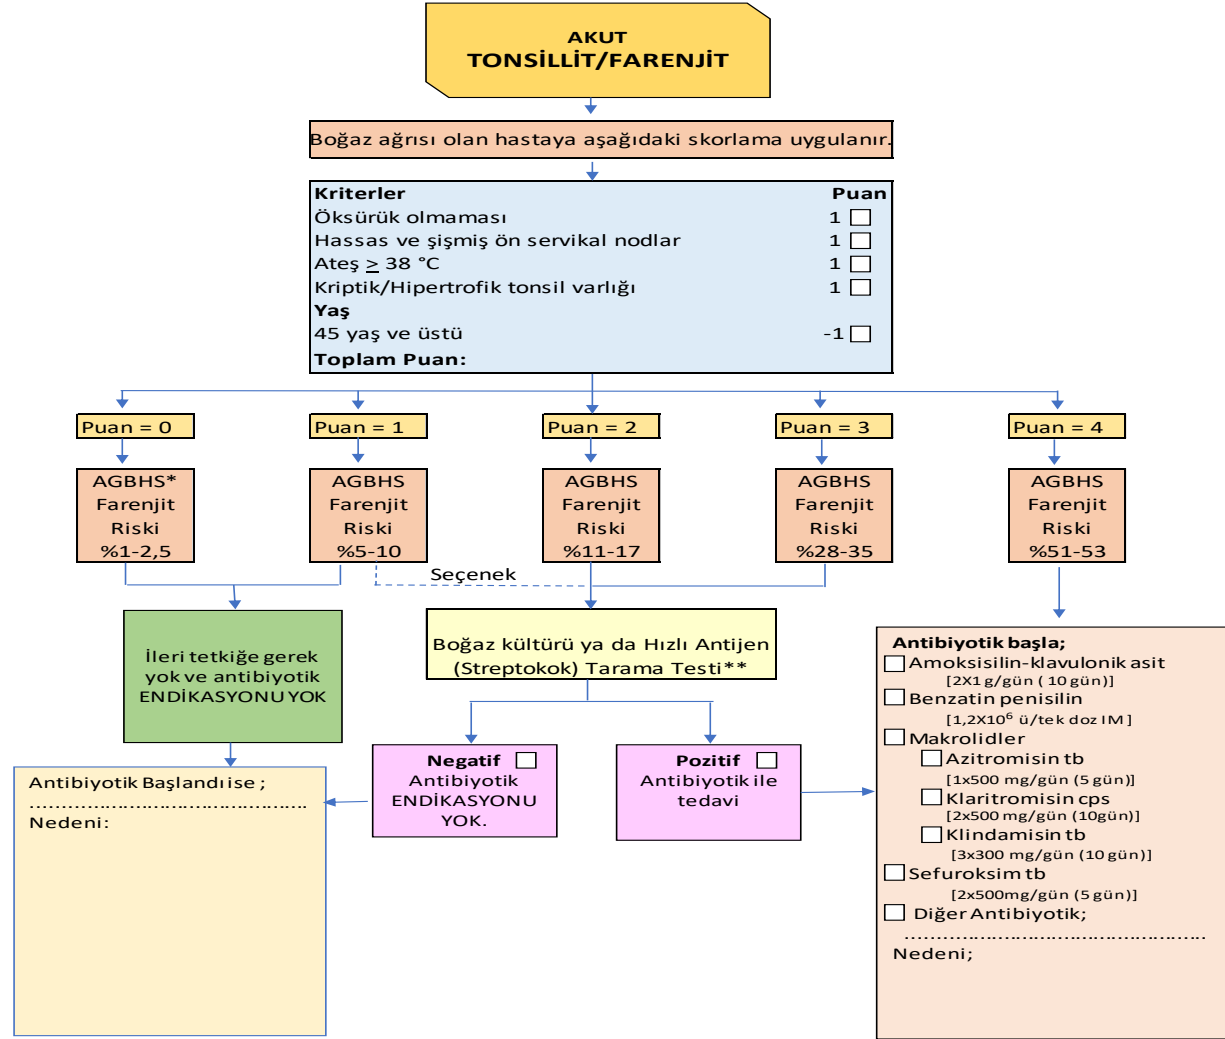 AKUT
TONSİLLİT/FARENJİT
Boğaz ağrısı olan hastaya aşağıdaki skorlama uygulanır.
Kriterler Puan
Öksürük olmaması 1
Hassas ve şişmiş ön servikal nodlar 1
Ateş ≥ 38 °C 1
Kriptik/Hipertrofik tonsil varlığı 1
Yaş
45 yaş ve üstü -1
Toplam Puan:
Puan = 0
Puan = 1
Puan = 2
Puan = 3
Puan = 4
AGBHS*
Farenjit
Riski
%1-2,5
AGBHS
Farenjit
Riski
%5-10
AGBHS
Farenjit
Riski
%11-17
AGBHS
Farenjit
Riski
%28-35
AGBHS
Farenjit
Riski
%51-53
Seçenek
İleri tetkiğe gerek
yok ve antibiyotik
ENDİKASYONU YOK
Boğaz kültürü ya da Hızlı Antijen
(Streptokok) Tarama Testi**
Negatif
Antibiyotik
ENDİKASYONU
YOK.
Pozitif
Antibiyotik ile
tedavi
Antibiyotik Başlandı ise ;
................................................
Nedeni:
Antibiyotik başla;
Amoksisilin-klavulonik asit
[2X1 g/gün ( 10 gün)]
Benzatin penisilin
[1,2X10⁶ ü/tek doz IM ]
Makrolidler
Azitromisin tb
[1x500 mg/gün (5 gün)]
Klaritromisin cps
[2x500 mg/gün (10gün)]
Klindamisin tb
[3x300 mg/gün (10 gün)]
Sefuroksim tb
[2x500mg/gün (5 gün)]
Diğer Antibiyotik;
....................................................
Nedeni;